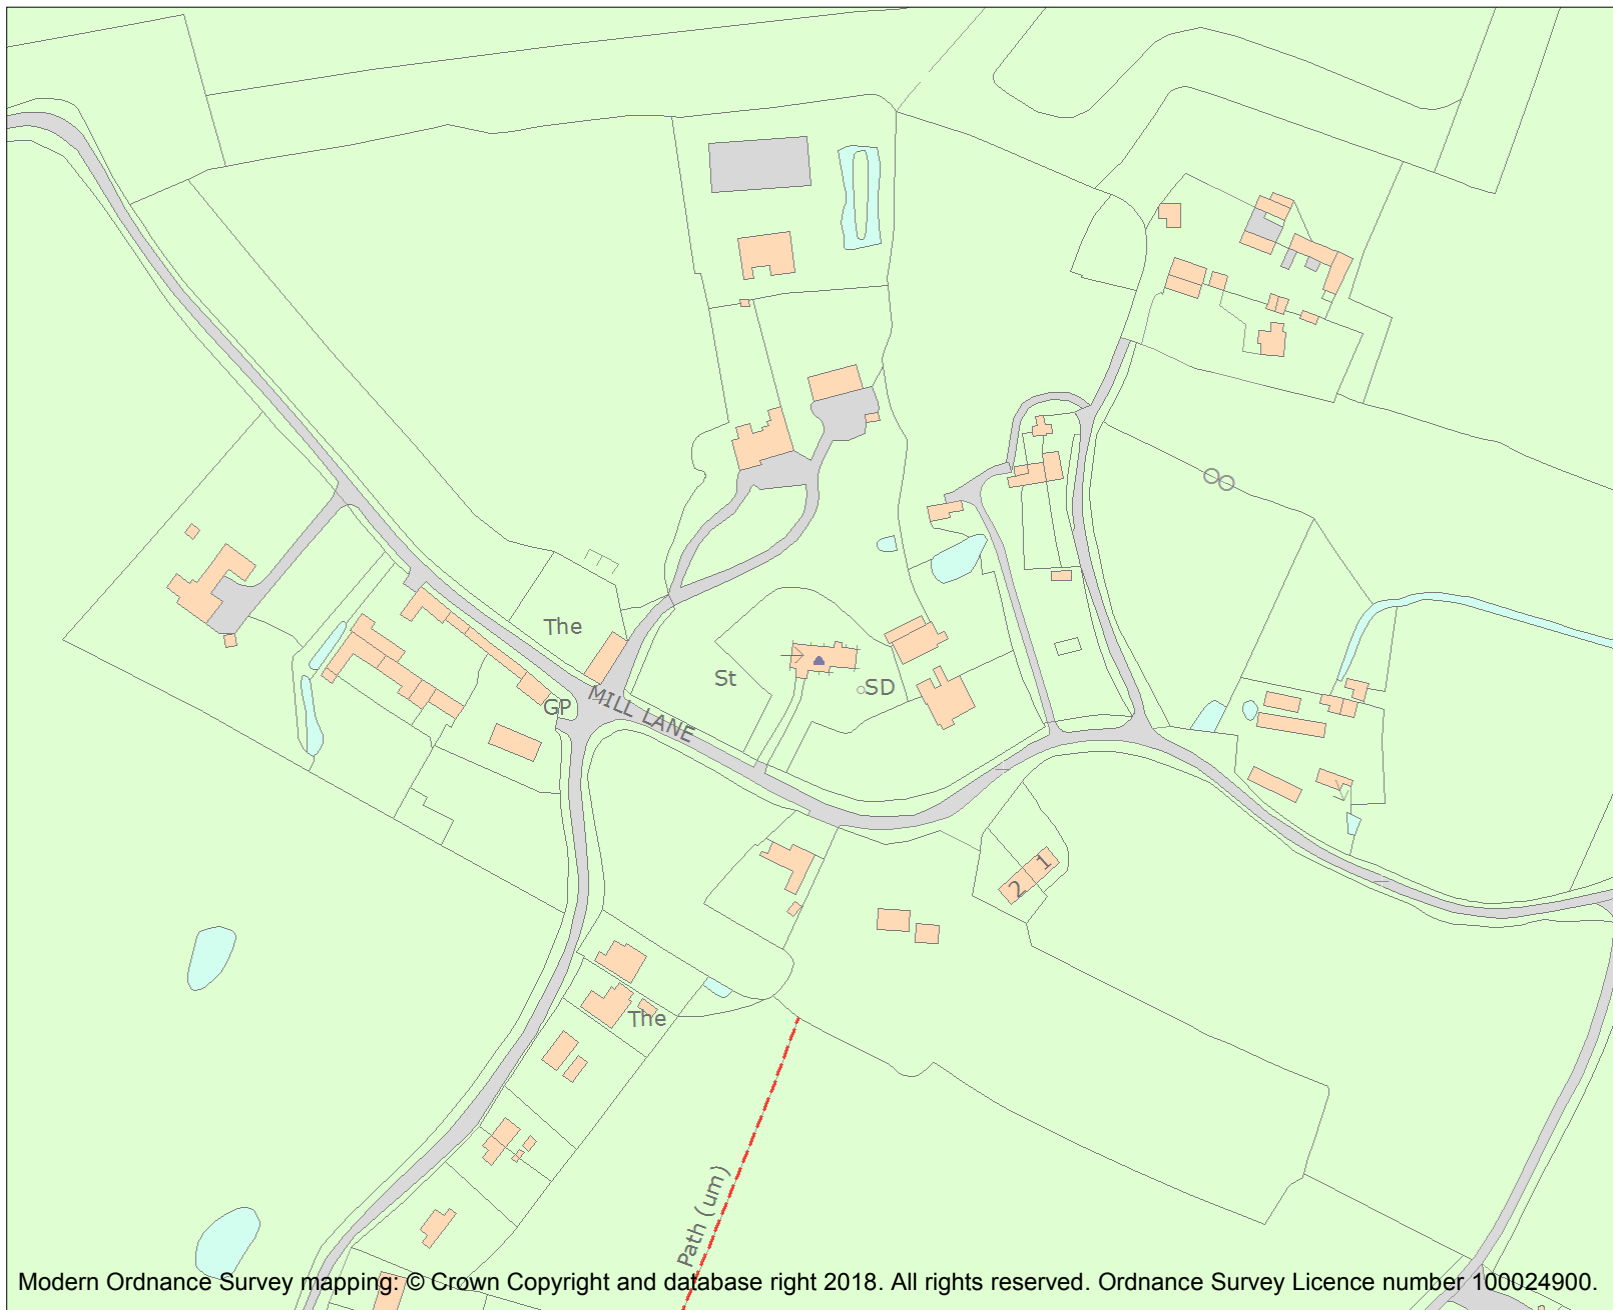 The
St
SD
GP
MILL LANE
1
2
The
Path (um)
Modern Ordnance Survey mapping: © Crown Copyright and database right 2018. All rights reserved. Ordnance Survey Licence number 100024900.